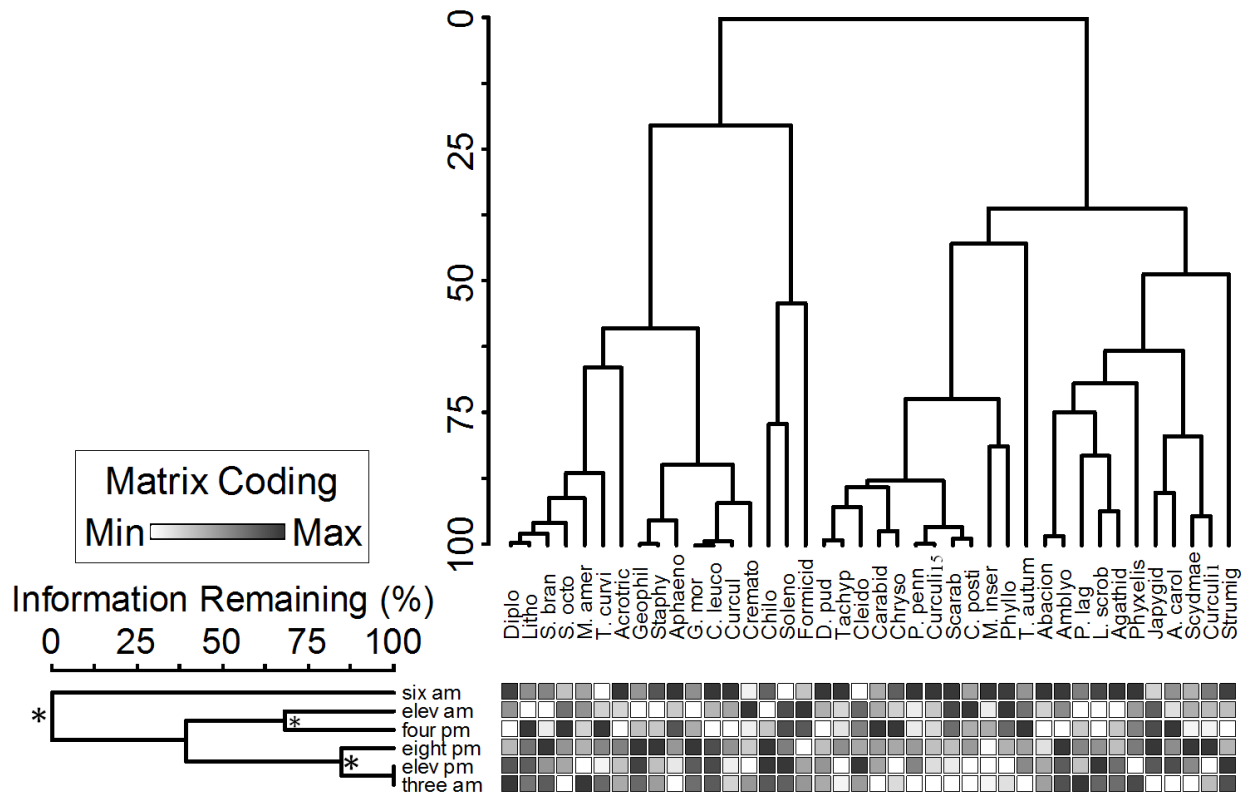 0
25
50
75
100
Matrix Coding
Min Max
Information Remaining (%)
0 25 50 75 100
Diplo
Litho
S. bran
S. octo
M. amer
T. curvi
Acrotric
Geophil
Staphy
Aphaeno
G. mor
C. leuco
Curcul
Cremato
Chilo
Soleno
Formicid
D. pud
Tachyp
Cleido
Carabid
Chryso
P. penn
Curculi15
Scarab
C. posti
M. inser
Phyllo
T. autum
Abacion
Amblyo
P. lag
L. scrob
Agathid
Phyxelis
Japygid
A. carol
Scydmae
Curculi1
Strumig
* six am
elev am
* four pm
eight pm
* elev pm
three am